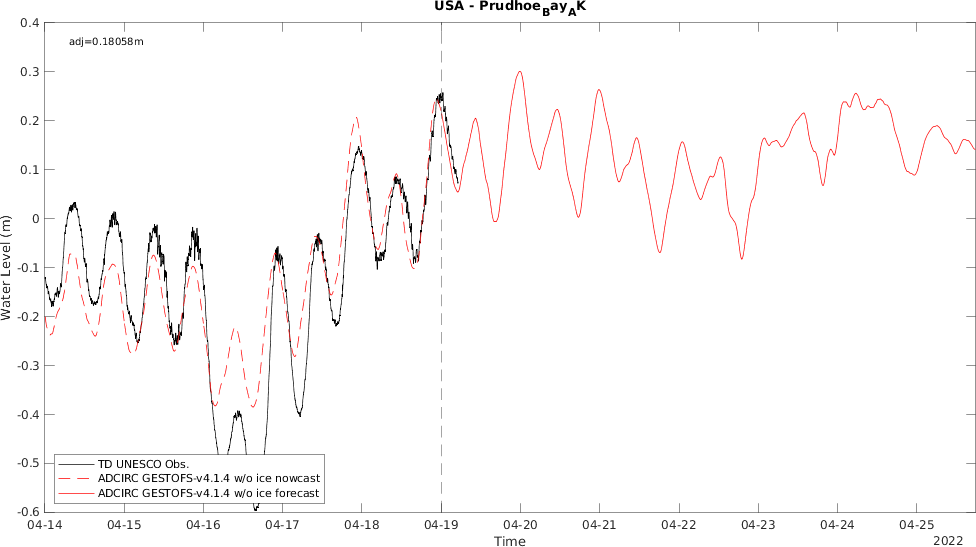 USA - PrudhoeBayAK
adj=0.18058m
0.4
0.3
0.2
0.1
0
-0.1
-0.2
-0.3
-0.4
-0.5
-0.6
Water Level (m)
TD UNESCO Obs.
ADCIRC GESTOFS-v4.1.4 w/o ice nowcast
ADCIRC GESTOFS-v4.1.4 w/o ice forecast
04-14 04-15 04-16 04-17 04-18 04-19 04-20 04-21 04-22 04-23 04-24 04-25
Time
2022